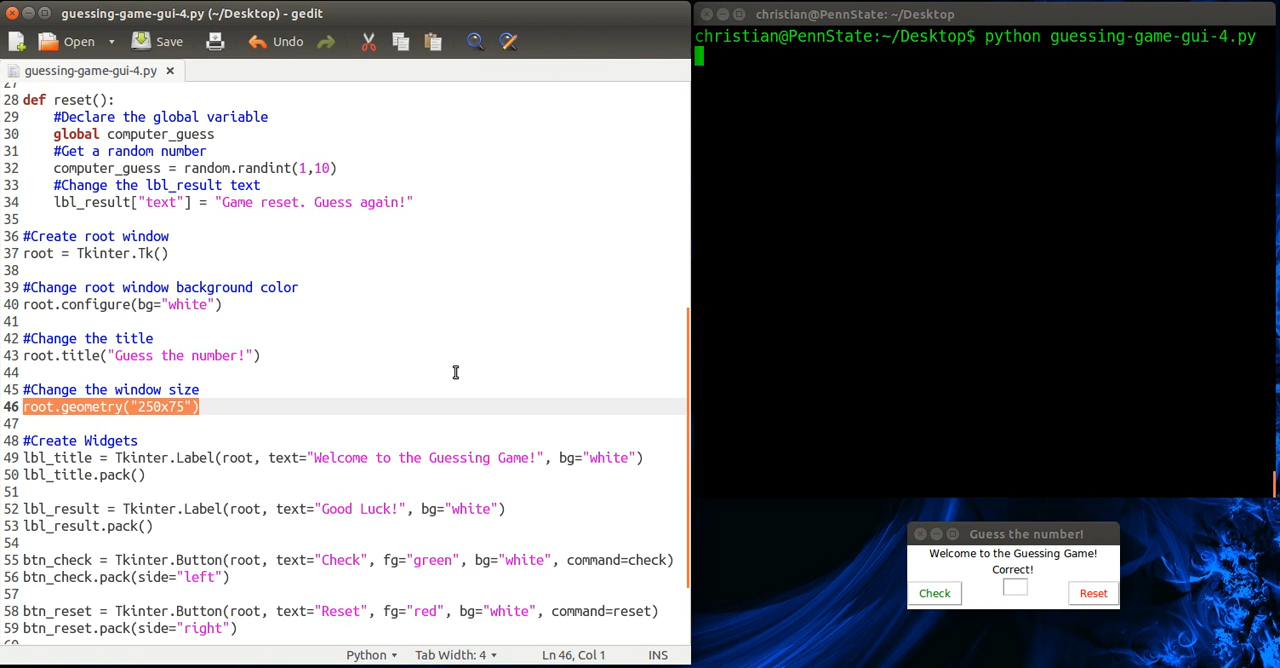 guessing-game-gui-4.py (~/Desktop) - gedit
Open Save Undo
guessing-game-gui-4.py
27
28 def reset():
29 #Declare the global variable
30 global computer_guess
31 #Get a random number
32 computer_guess = random.randint(1,10)
33 #Change the lbl_result text
34 lbl_result["text"] = "Game reset. Guess again!"
35
36 #Create root window
37 root = Tkinter.Tk()
38
39 #Change root window background color
40 root.configure(bg="white")
41
42 #Change the title
43 root.title("Guess the number!")
44
45 #Change the window size
46 root.geometry("250x75")
47
48 #Create Widgets
49 lbl_title = Tkinter.Label(root, text="Welcome to the Guessing Game!", bg="white")
50 lbl_title.pack()
51
52 lbl_result = Tkinter.Label(root, text="Good Luck!", bg="white")
53 lbl_result.pack()
54
55 btn_check = Tkinter.Button(root, text="Check", fg="green", bg="white", command=check)
56 btn_check.pack(side="left")
57
58 btn_reset = Tkinter.Button(root, text="Reset", fg="red", bg="white", command=reset)
59 btn_reset.pack(side="right")
60
Python Tab Width: 4 Ln 46, Col 1 INS
christian@PennState: ~/Desktop
christian@PennState:~/Desktop$ python guessing-game-gui-4.py
Guess the number!
Welcome to the Guessing Game!
Correct!
Check Reset